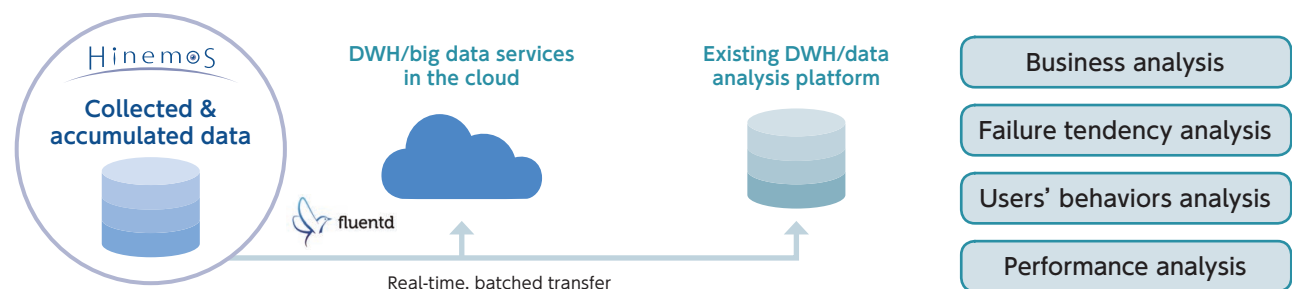 Hinemos
Collected &
accumulated data
DWH/big data services
in the cloud
Existing DWH/data
analysis platform
fluentd
Real-time, batched transfer
Business analysis
Failure tendency analysis
Users' behaviors analysis
Performance analysis